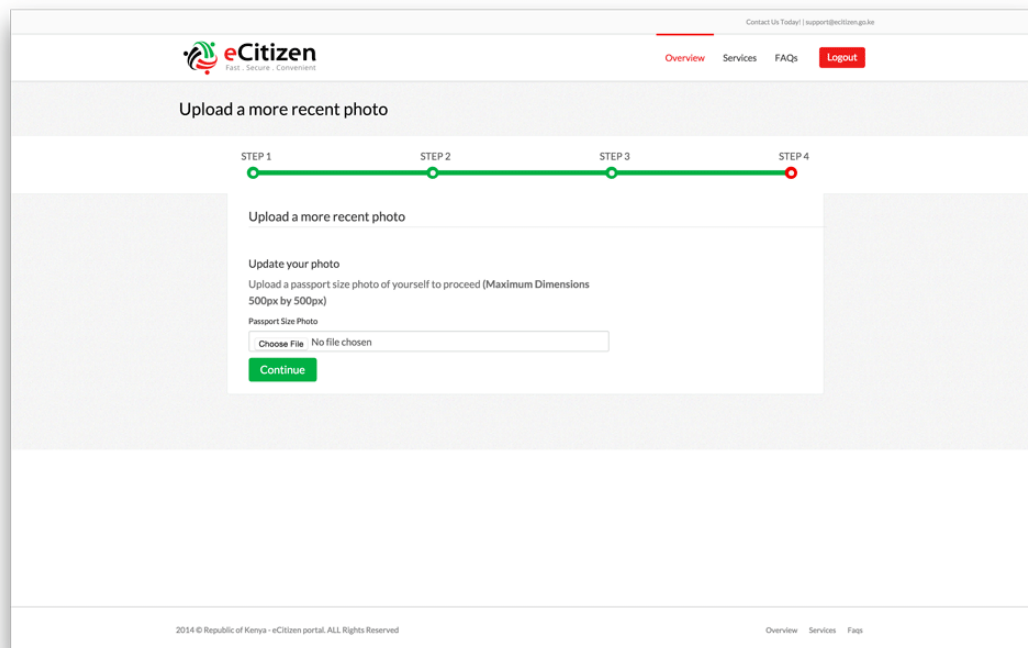 Contact Us Today! | support@ecitizen.go.ke
eCitizen
Fast . Secure . Convenient
Overview Services FAQs Logout
Upload a more recent photo
STEP 1 STEP 2 STEP 3 STEP 4
Upload a more recent photo
Update your photo
Upload a passport size photo of yourself to proceed (Maximum Dimensions
500px by 500px)
Passport Size Photo
Choose File No file chosen
Continue
2014 © Republic of Kenya - eCitizen portal. ALL Rights Reserved
Overview Services Faqs